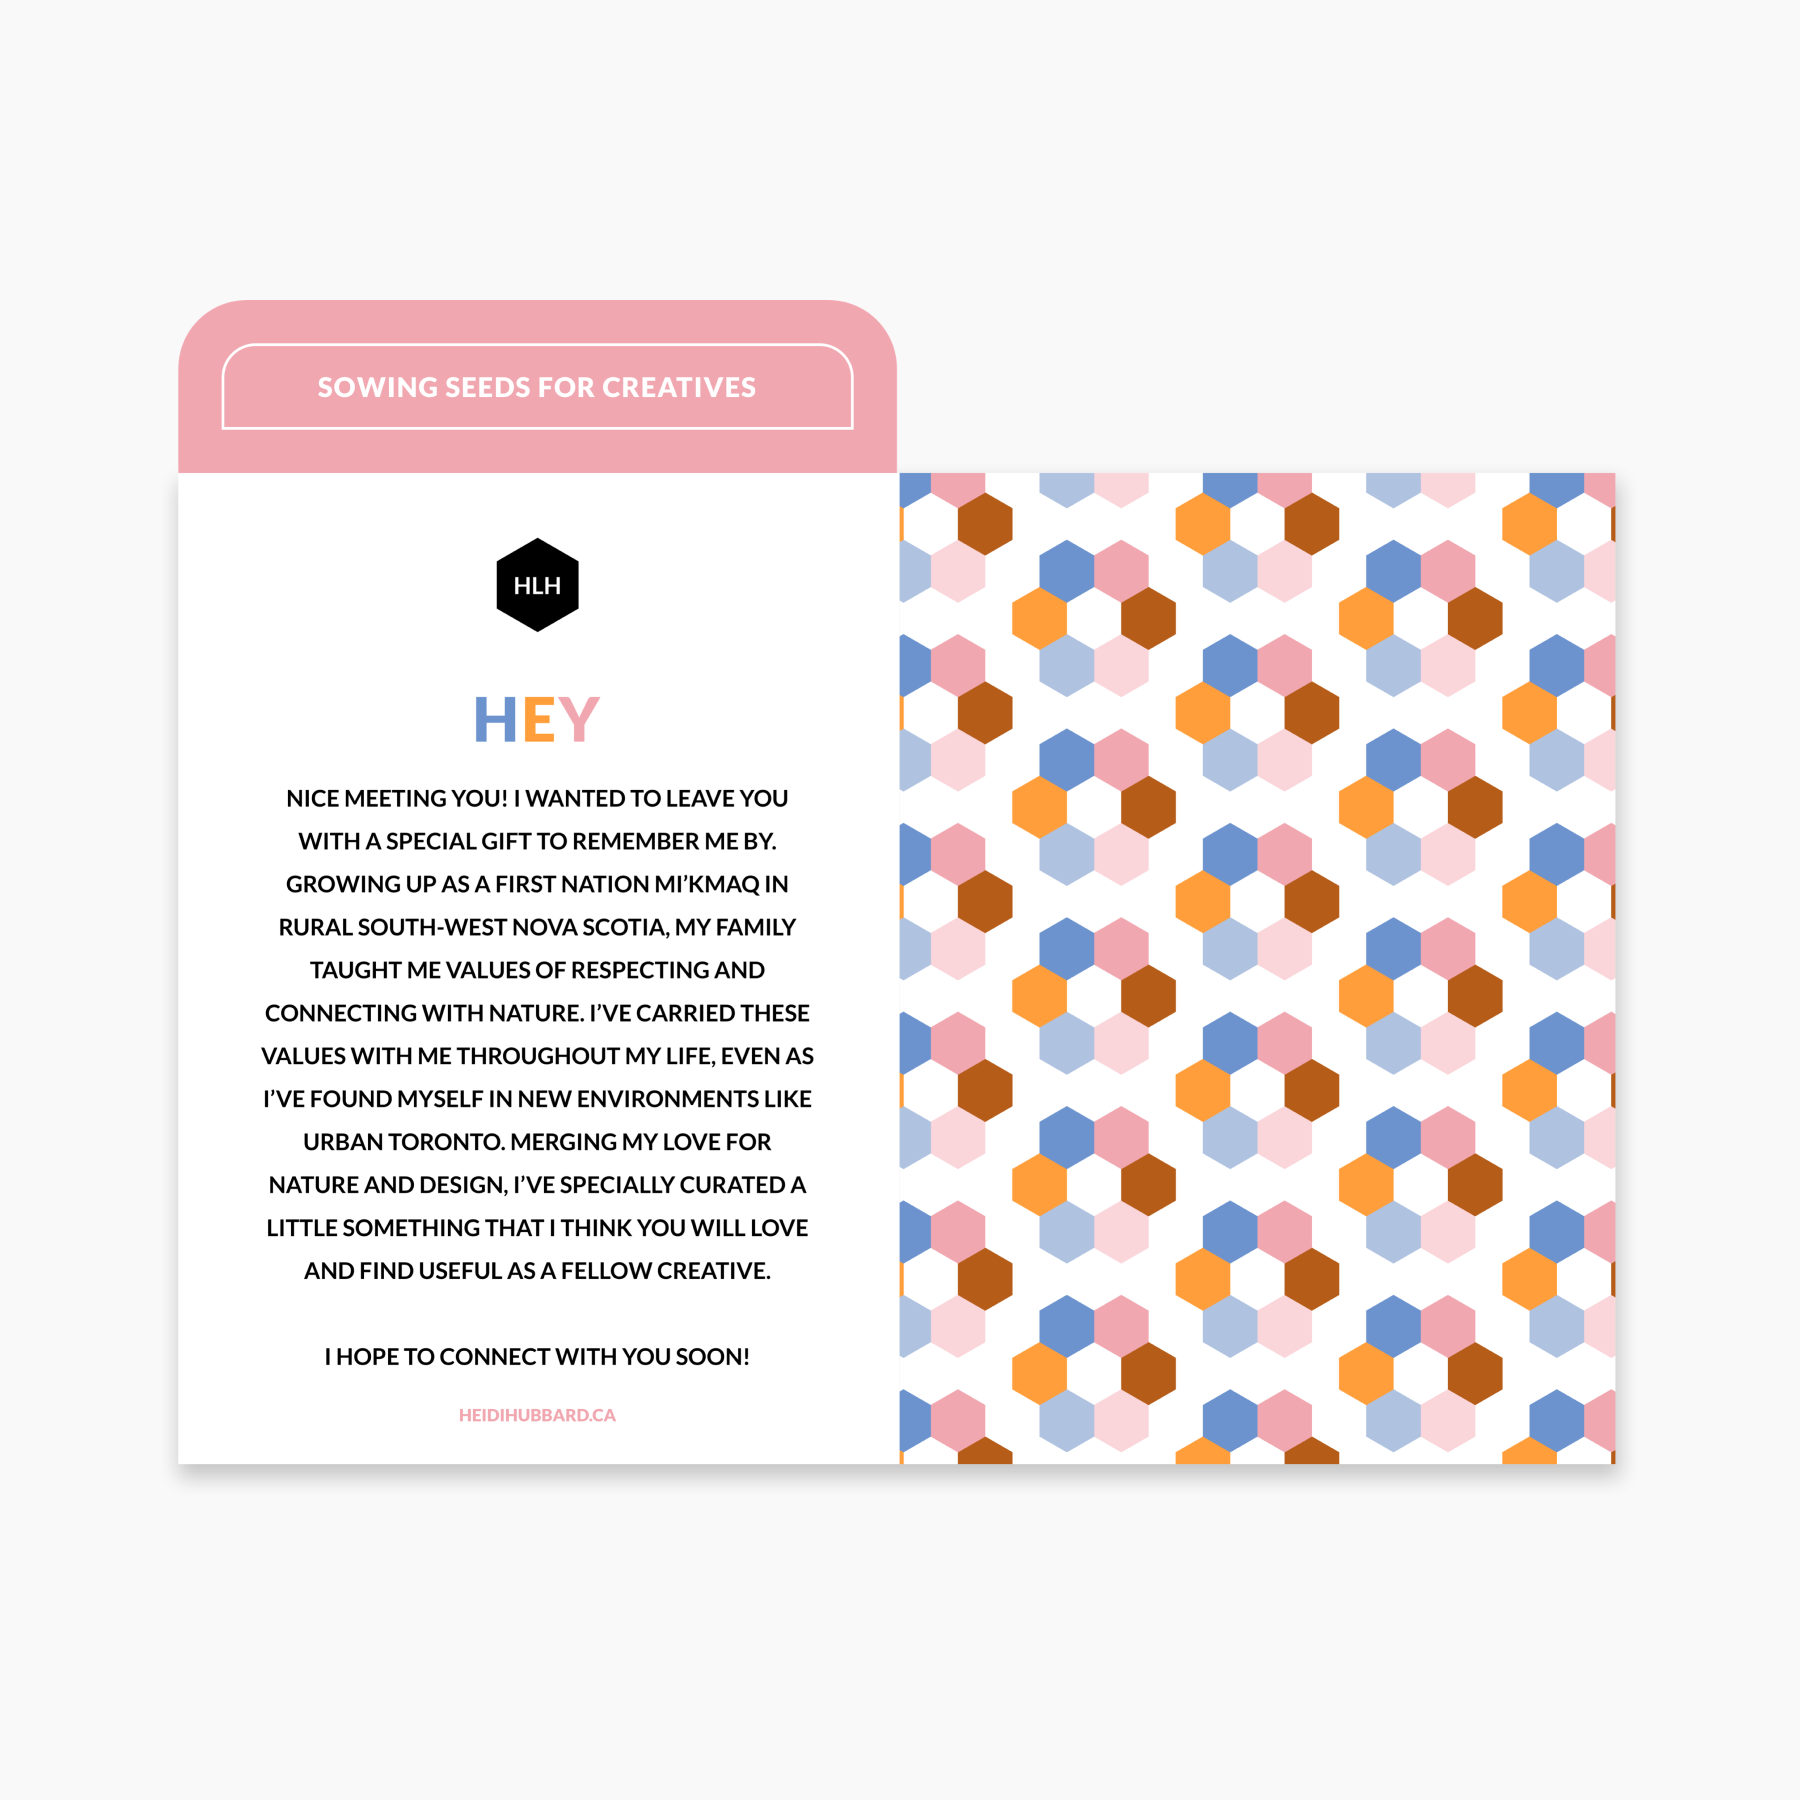 SOWING SEEDS FOR CREATIVES
HLH
HEY
NICE MEETING YOU! I WANTED TO LEAVE YOU
WITH A SPECIAL GIFT TO REMEMBER ME BY.
GROWING UP AS A FIRST NATION MI’KMAQ IN
RURAL SOUTH-WEST NOVA SCOTIA, MY FAMILY
TAUGHT ME VALUES OF RESPECTING AND
CONNECTING WITH NATURE. I’VE CARRIED THESE
VALUES WITH ME THROUGHOUT MY LIFE, EVEN AS
I’VE FOUND MYSELF IN NEW ENVIRONMENTS LIKE
URBAN TORONTO. MERGING MY LOVE FOR
NATURE AND DESIGN, I’VE SPECIALLY CURATED A
LITTLE SOMETHING THAT I THINK YOU WILL LOVE
AND FIND USEFUL AS A FELLOW CREATIVE.
I HOPE TO CONNECT WITH YOU SOON!
HEIDIHUBBARD.CA